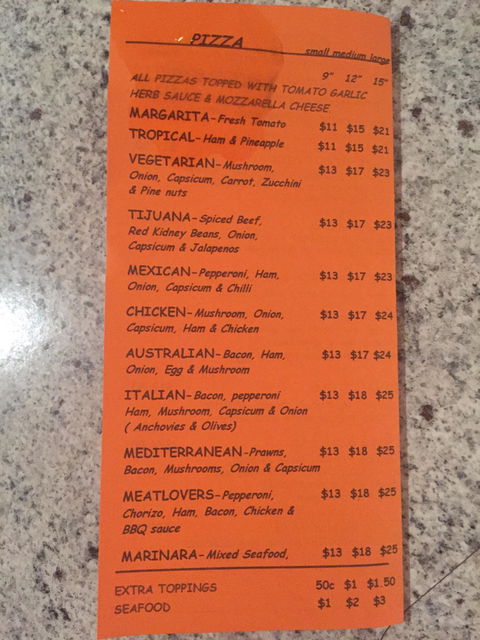 PIZZA
small medium large
9" 12" 15"
ALL PIZZAS TOPPED WITH TOMATO GARLIC
HERB SAUCE & MOZZARELLA CHEESE.
MARGARITA-Fresh Tomato $11 $15 $21
TROPICAL-Ham & Pineapple $11 $15 $21
VEGETARIAN-Mushroom, $13 $17 $23
Onion, Capsicum, Carrot, Zucchini
& Pine nuts
TIJUANA-Spiced Beef, $13 $17 $23
Red Kidney Beans, Onion,
Capsicum & Jalapenos
MEXICAN-Pepperoni, Ham, $13 $17 $23
Onion, Capsicum & Chilli
CHICKEN-Mushroom, Onion, $13 $17 $24
Capsicum, Ham & Chicken
AUSTRALIAN-Bacon, Ham, $13 $17 $24
Onion, Egg & Mushroom
ITALIAN-Bacon, pepperoni $13 $18 $25
Ham, Mushroom, Capsicum & Onion
( Anchovies & Olives)
MEDITERRANEAN-Prawns, $13 $18 $25
Bacon, Mushrooms, Onion & Capsicum
MEATLOVERS-Pepperoni, $13 $18 $25
Chorizo, Ham, Bacon, Chicken &
BBQ sauce
MARINARA-Mixed Seafood, $13 $18 $25
EXTRA TOPPINGS 50c $1 $1.50
SEAFOOD $1 $2 $3